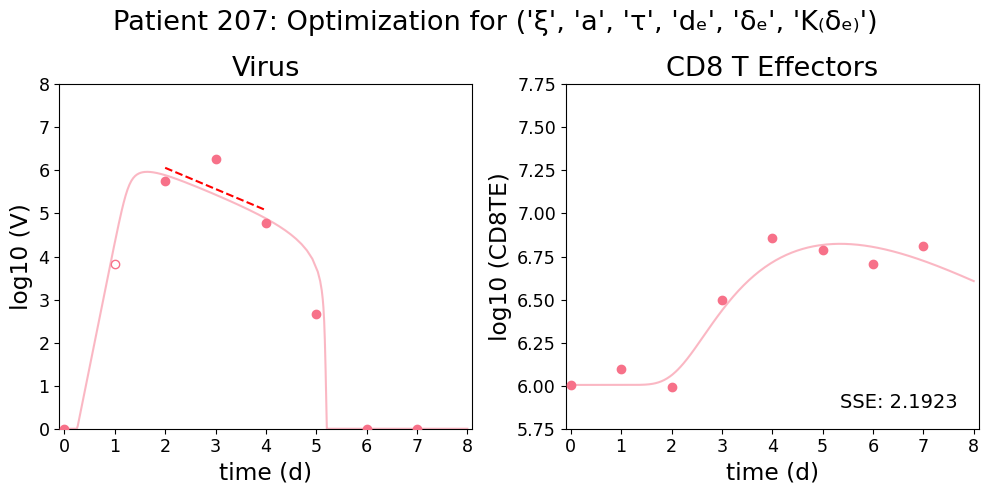 Patient 207: Optimization for ('ξ', 'a', 'τ', 'dₑ', 'δₑ', 'K₍δₑ₎')
Virus
CD8 T Effectors
8
7
6
5
4
3
2
1
0
log10 (V)
0 1 2 3 4 5 6 7 8
time (d)
7.75
7.50
7.25
7.00
6.75
6.50
6.25
6.00
5.75
log10 (CD8TE)
SSE: 2.1923
0 1 2 3 4 5 6 7 8
time (d)